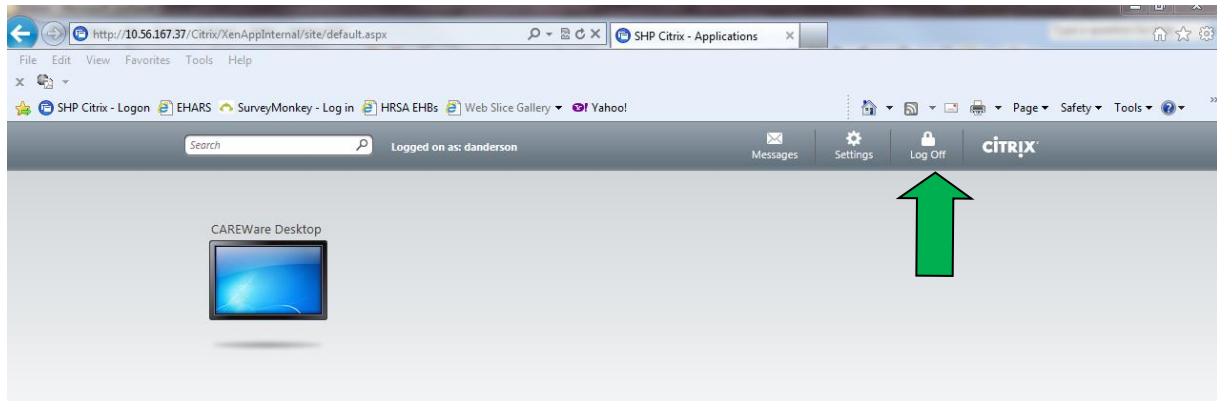 http://10.56.167.37/Citrix/XenAppInternal/site/default.aspx
SHP Citrix - Applications
File Edit View Favorites Tools Help
SHP Citrix - Logon EHARS SurveyMonkey - Log in HRSA EHBs Web Slice Gallery Yahoo!
Page Safety Tools
Search
Logged on as: danderson
Messages Settings Log Off CITRIX
CAREWare Desktop